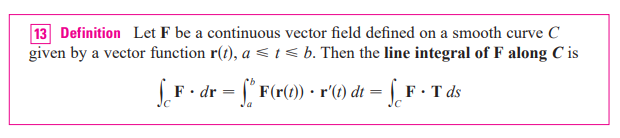 13 Definition Let F be a continuous vector field defined on a smooth curve C
given by a vector function r(t), a ≤ t ≤ b. Then the line integral of F along C is
∫_C F · dr = ∫_a^b F(r(t)) · r′(t) dt = ∫_C F · T ds